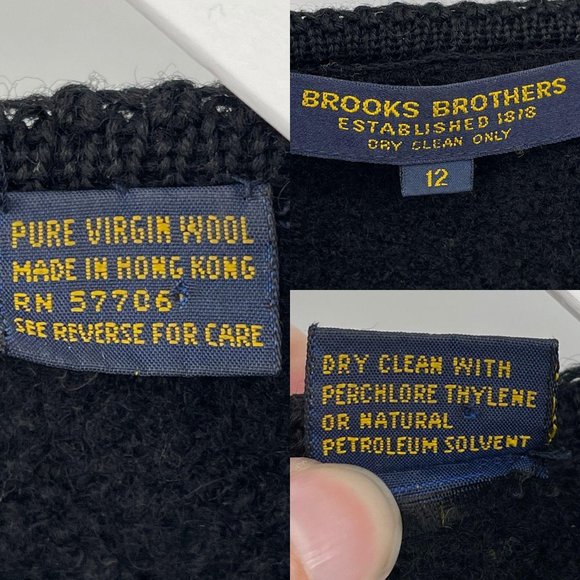 PURE VIRGIN WOOL
MADE IN HONG KONG
RN 57706
SEE REVERSE FOR CARE
BROOKS BROTHERS
ESTABLISHED 1818
DRY CLEAN ONLY
12
DRY CLEAN WITH
PERCHLORE THYLENE
OR NATURAL
PETROLEUM SOLVENT